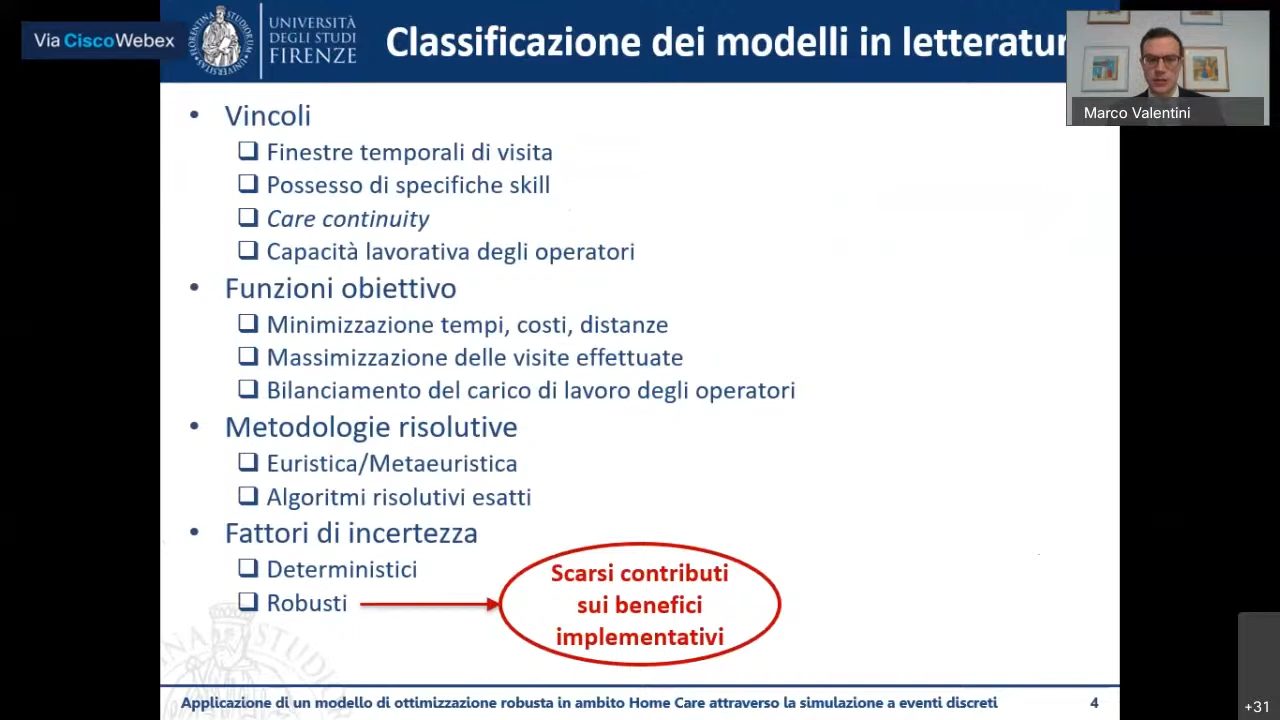 Via CiscoWebex
UNIVERSITÀ
DEGLI STUDI
FIRENZE
Classificazione dei modelli in letteratur
Marco Valentini
• Vincoli
❑ Finestre temporali di visita
❑ Possesso di specifiche skill
❑ Care continuity
❑ Capacità lavorativa degli operatori
• Funzioni obiettivo
❑ Minimizzazione tempi, costi, distanze
❑ Massimizzazione delle visite effettuate
❑ Bilanciamento del carico di lavoro degli operatori
• Metodologie risolutive
❑ Euristica/Metaeuristica
❑ Algoritmi risolutivi esatti
• Fattori di incertezza
❑ Deterministici
❑ Robusti
Scarsi contributi
sui benefici
implementativi
Applicazione di un modello di ottimizzazione robusta in ambito Home Care attraverso la simulazione a eventi discreti
4
+31